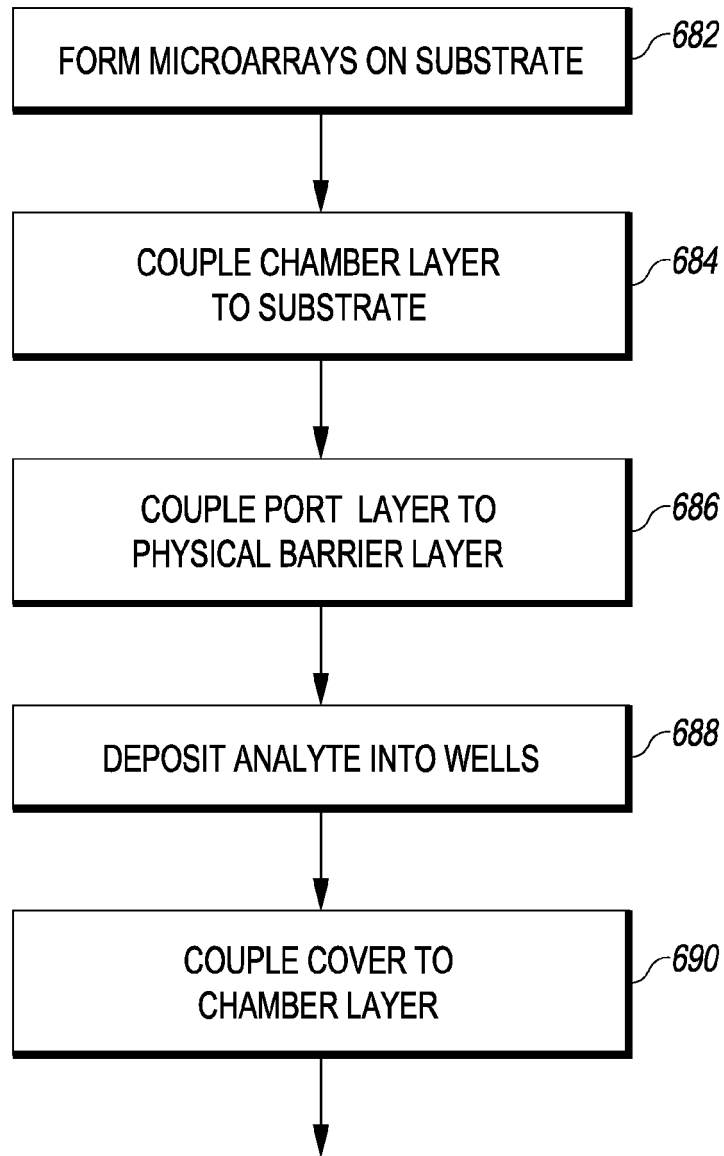 FORM MICROARRAYS ON SUBSTRATE
682
COUPLE CHAMBER LAYER
TO SUBSTRATE
684
COUPLE PORT LAYER TO
PHYSICAL BARRIER LAYER
686
DEPOSIT ANALYTE INTO WELLS
688
COUPLE COVER TO
CHAMBER LAYER
690